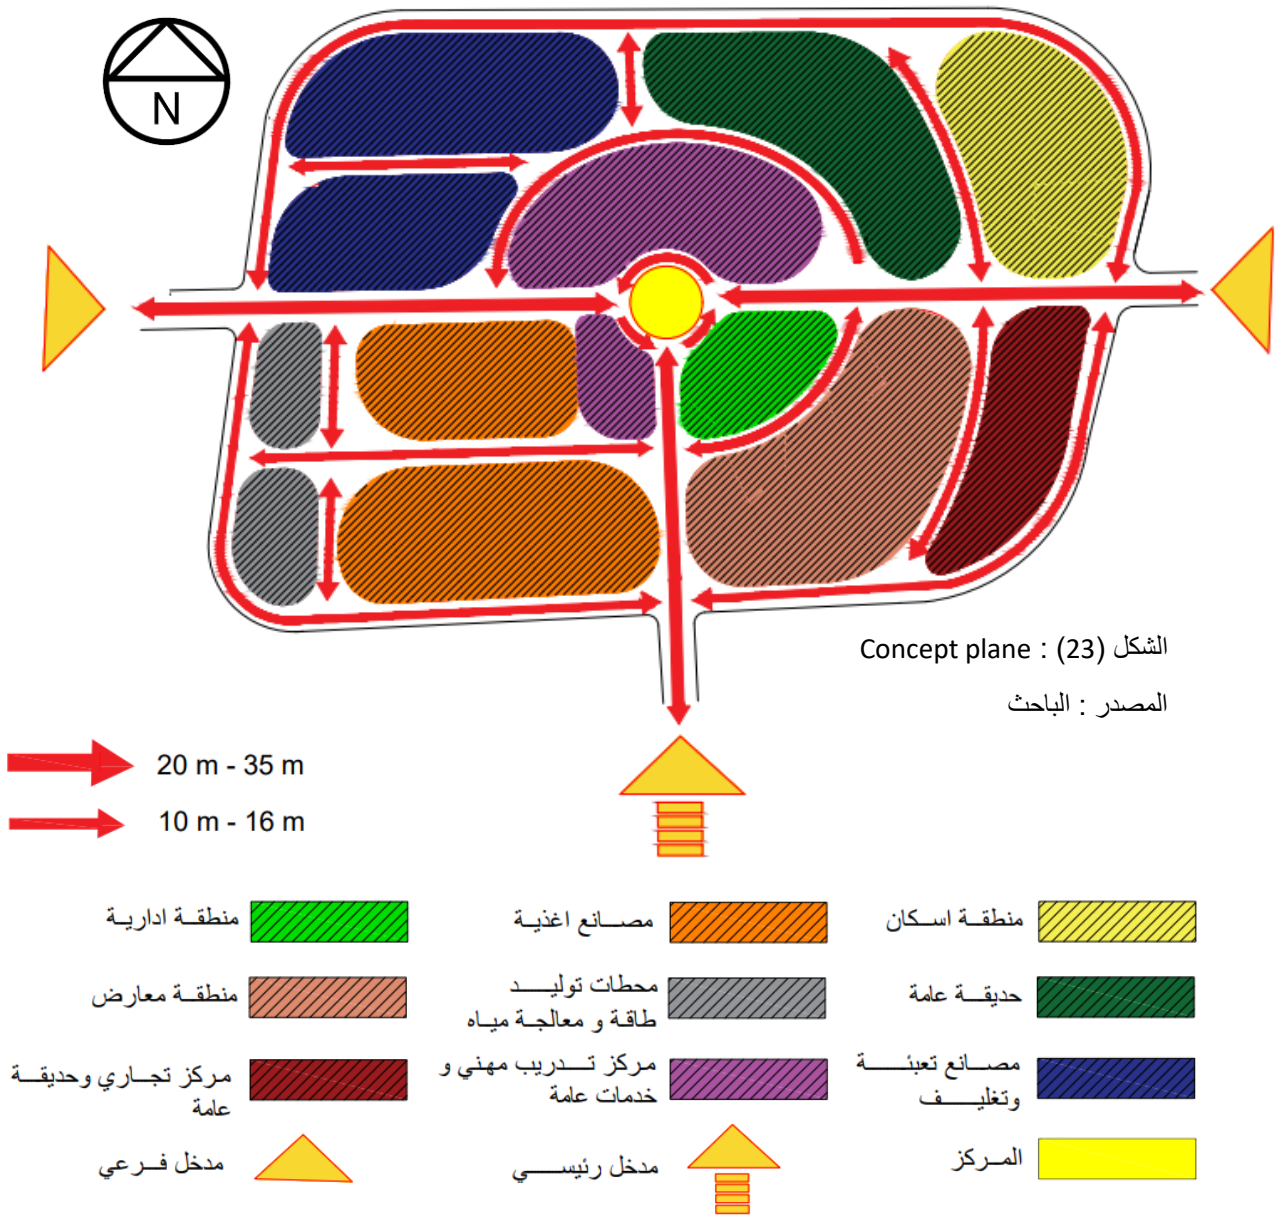 N
الشكل (23) : Concept plane
المصدر : الباحث
20 m - 35 m
10 m - 16 m
منطقة اسكان
مصانع اغذية
منطقة ادارية
حديقة عامة
محطات توليد
طاقة و معالجة مياه
منطقة معارض
مصانع تعبئة
وتغليف
مركز تدريب مهني و
خدمات عامة
مركز تجاري وحديقة
عامة
المركز
مدخل رئيسي
مدخل فرعي